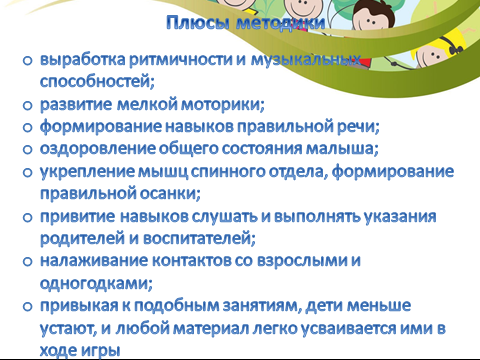 Плюсы методики
o выработка ритмичности и музыкальных
способностей;
o развитие мелкой моторики;
o формирование навыков правильной речи;
o оздоровление общего состояния малыша;
o укрепление мышц спинного отдела, формирование
правильной осанки;
o привитие навыков слушать и выполнять указания
родителей и воспитателей;
o налаживание контактов со взрослыми и
одногодками;
o привыкая к подобным занятиям, дети меньше
устают, и любой материал легко усваивается ими в
ходе игры